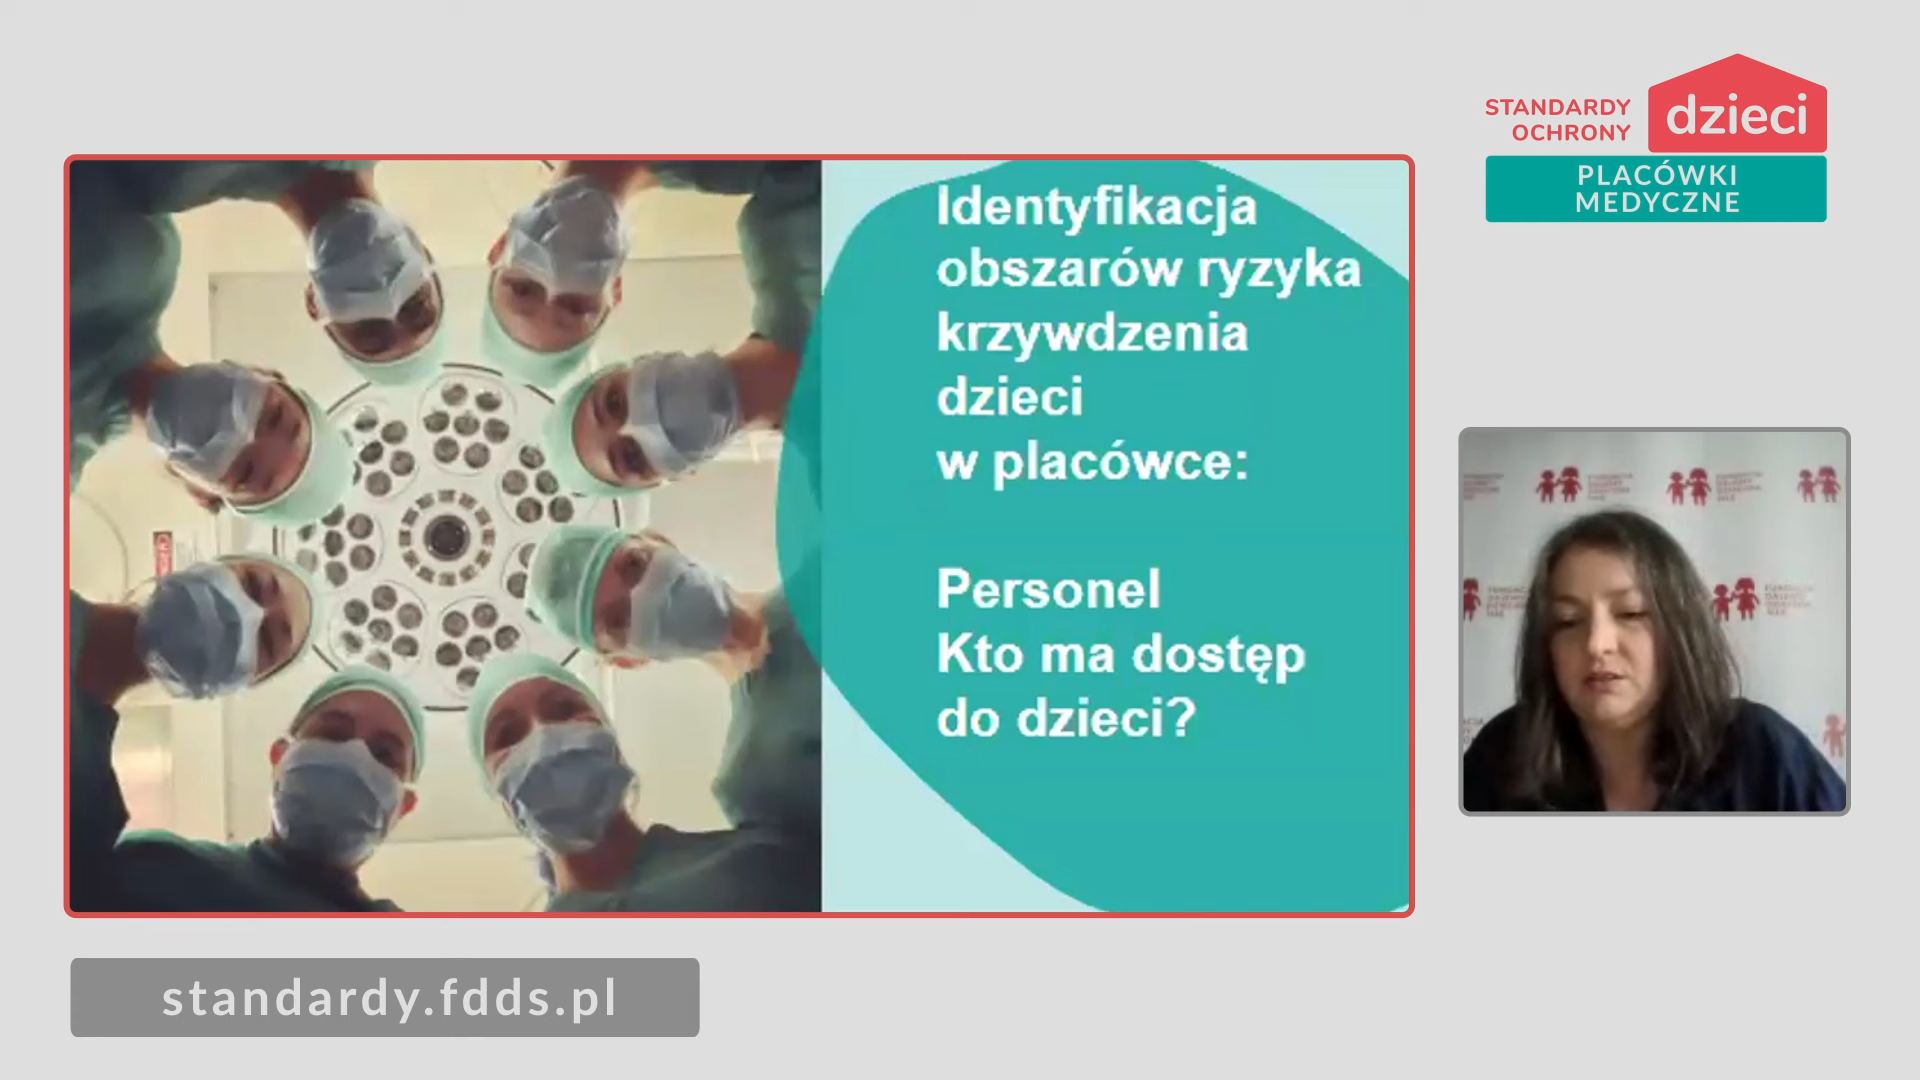 STANDARDY
OCHRONY
dzieci
PLACÓWKI
MEDYCZNE
Identyfikacja
obszarów ryzyka
krzywdzenia
dzieci
w placówce:
Personel
Kto ma dostęp
do dzieci?
standardy.fdds.pl